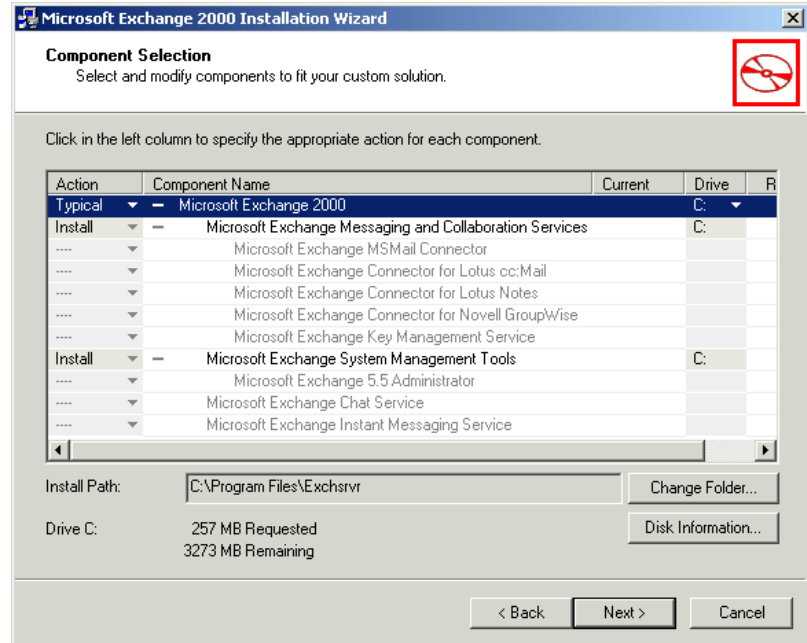 Microsoft Exchange 2000 Installation Wizard
Component Selection
Select and modify components to fit your custom solution.
Click in the left column to specify the appropriate action for each component.
Action Component Name Current Drive R
Typical Microsoft Exchange 2000 C:
Install Microsoft Exchange Messaging and Collaboration Services C:
---- Microsoft Exchange MSMail Connector
---- Microsoft Exchange Connector for Lotus cc:Mail
---- Microsoft Exchange Connector for Lotus Notes
---- Microsoft Exchange Connector for Novell GroupWise
---- Microsoft Exchange Key Management Service
Install Microsoft Exchange System Management Tools C:
---- Microsoft Exchange 5.5 Administrator
---- Microsoft Exchange Chat Service
---- Microsoft Exchange Instant Messaging Service
Install Path: C:\Program Files\Exchsrvr Change Folder...
Drive C: 257 MB Requested Disk Information...
3273 MB Remaining
< Back Next > Cancel